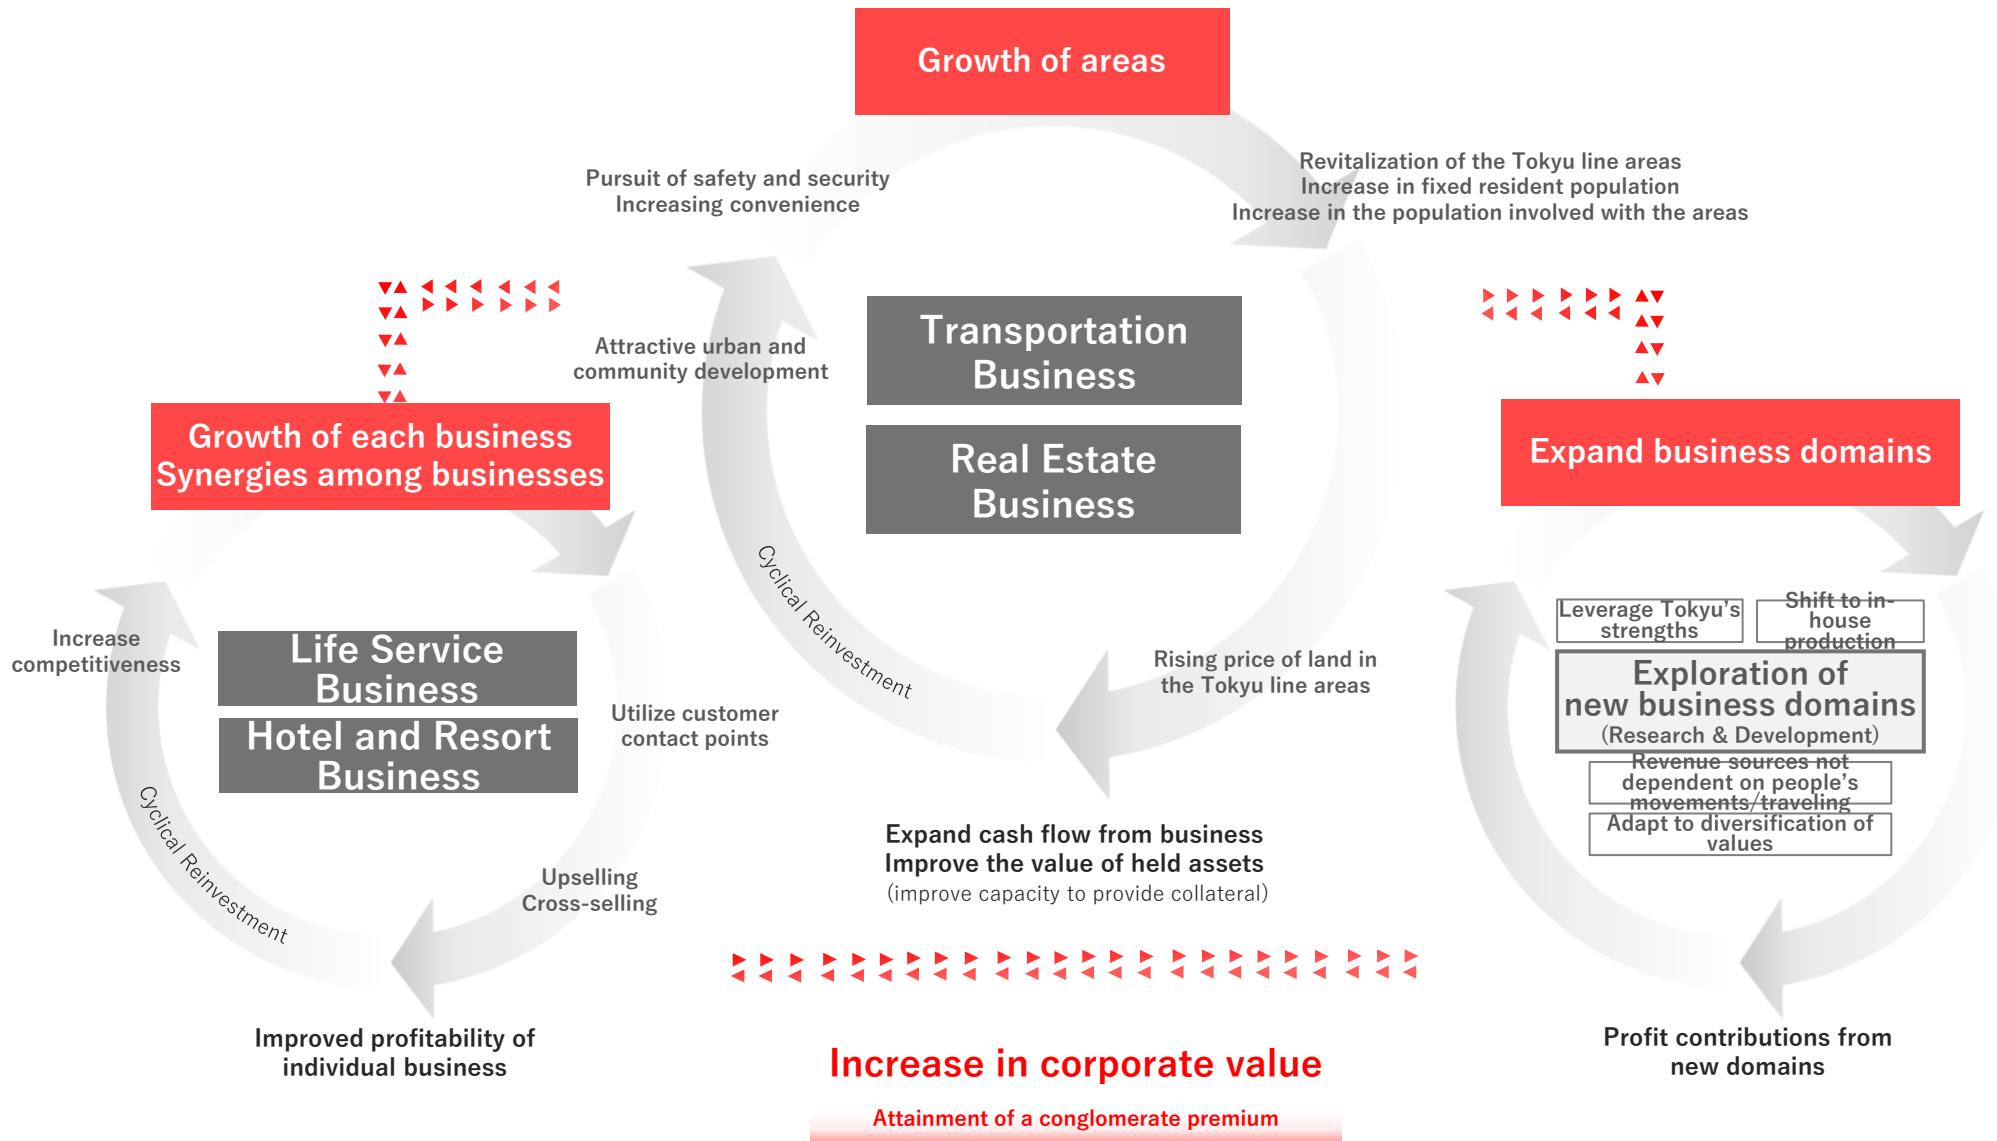 Growth of areas
Pursuit of safety and security
Increasing convenience
Revitalization of the Tokyu line areas
Increase in fixed resident population
Increase in the population involved with the areas
Attractive urban and
community development
Transportation
Business
Real Estate
Business
Cyclical Reinvestment
Rising price of land in
the Tokyu line areas
Expand cash flow from business
Improve the value of held assets
(improve capacity to provide collateral)
Growth of each business
Synergies among businesses
Increase
competitiveness
Life Service
Business
Hotel and Resort
Business
Utilize customer
contact points
Cyclical Reinvestment
Upselling
Cross-selling
Improved profitability of
individual business
Expand business domains
Leverage Tokyu’s
strengths
Shift to in-
house
production
Exploration of
new business domains
(Research & Development)
Revenue sources not
dependent on people’s
movements/traveling
Adapt to diversification of
values
Profit contributions from
new domains
Increase in corporate value
Attainment of a conglomerate premium